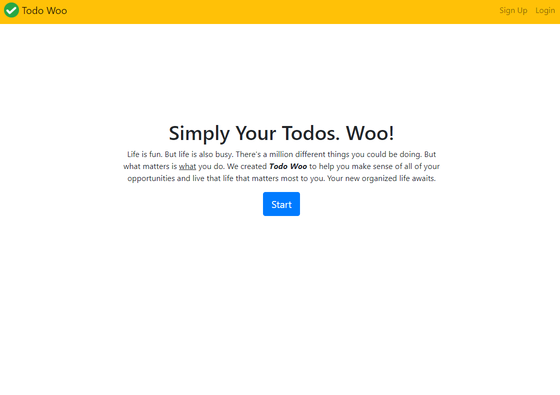 Todo Woo
Sign Up
Login
Simply Your Todos. Woo!
Life is fun. But life is also busy. There's a million different things you could be doing. But
what matters is what you do. We created Todo Woo to help you make sense of all of your
opportunities and live that life that matters most to you. Your new organized life awaits.
Start